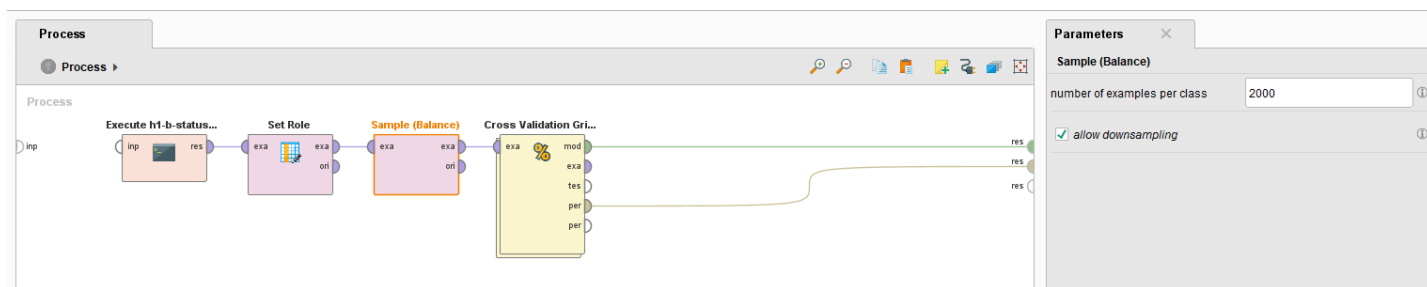 Process
Process
Process
inp
Execute h1-b-status...
inp
res
Set Role
exa
exa
ori
Sample (Balance)
exa
exa
ori
Cross Validation Gri...
exa
mod
exa
tes
per
per
res
res
res
Parameters
Sample (Balance)
number of examples per class
2000
allow downsampling